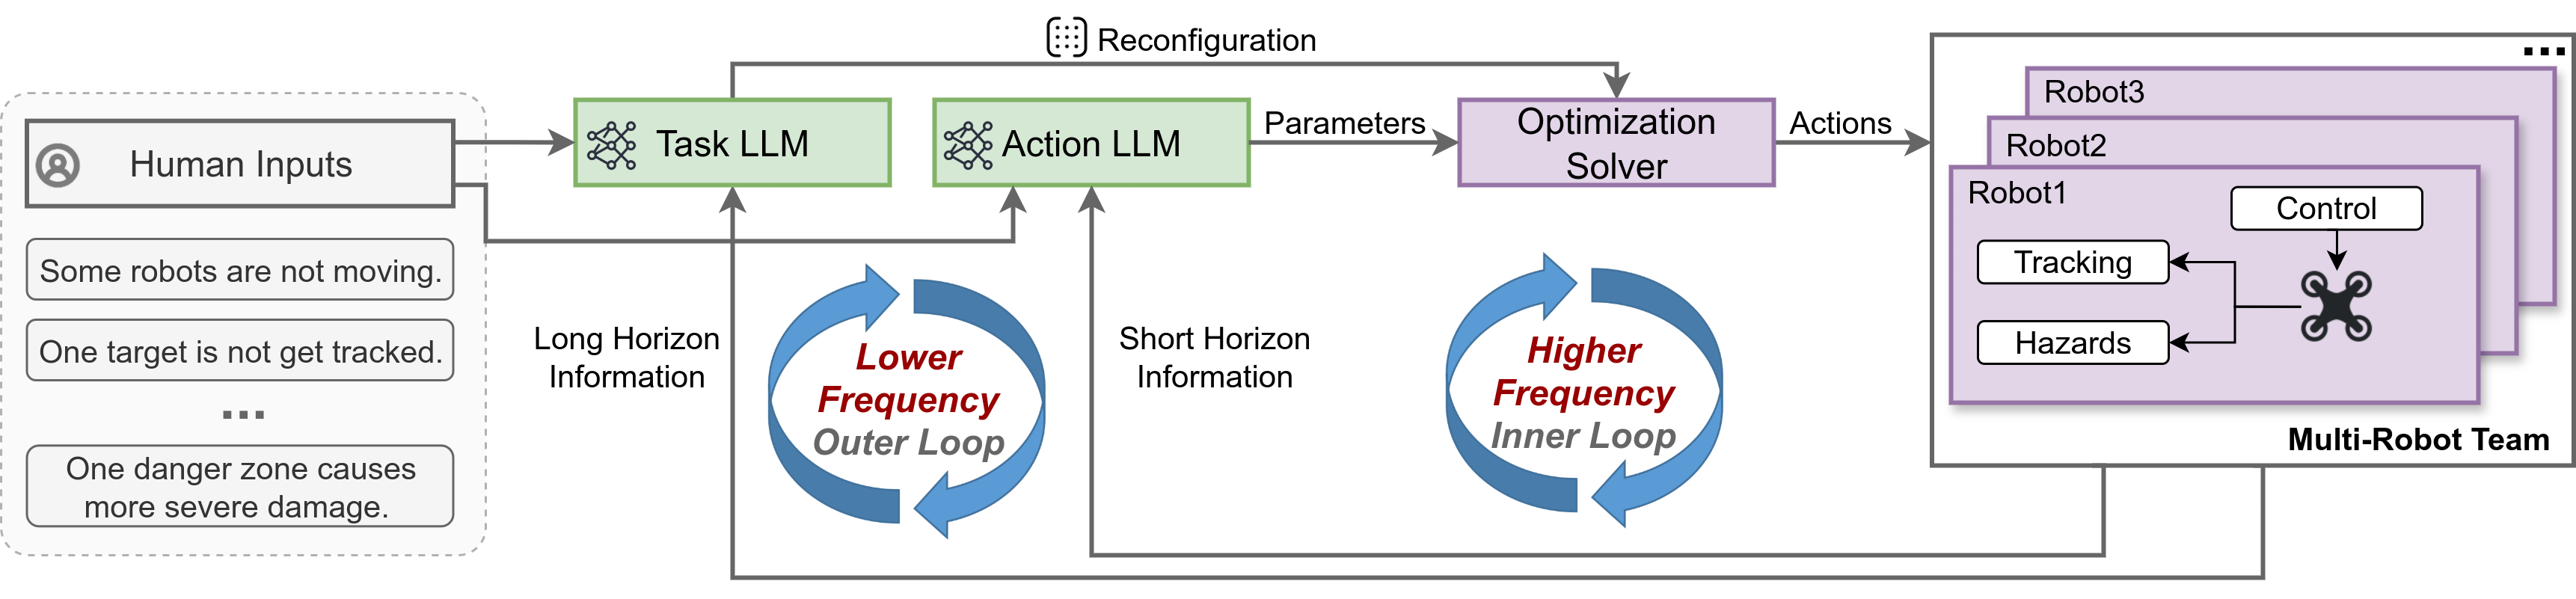 Reconfiguration
Human Inputs
Some robots are not moving.
One target is not get tracked.
...
One danger zone causes
more severe damage.
Task LLM
Action LLM
Parameters
Optimization
Solver
Actions
Long Horizon
Information
Lower
Frequency
Outer Loop
Short Horizon
Information
Higher
Frequency
Inner Loop
...
Robot3
Robot2
Robot1
Control
Tracking
Hazards
Multi-Robot Team